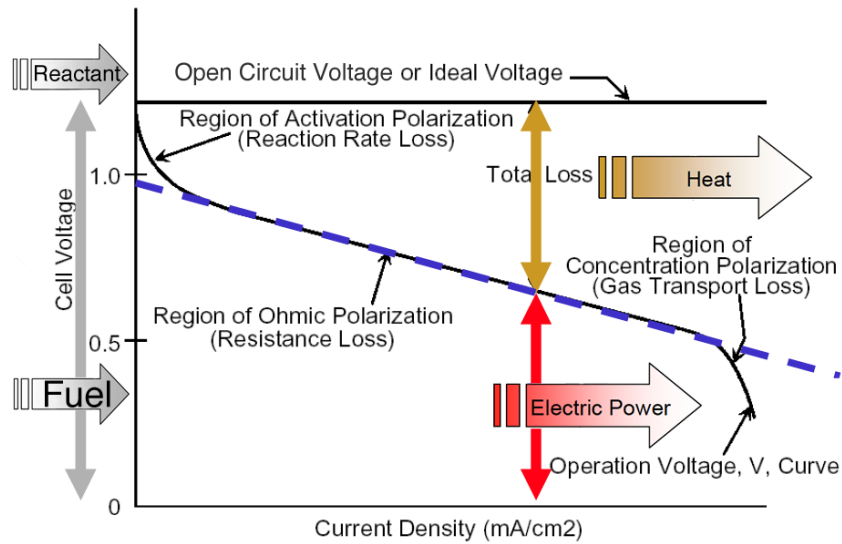 Reactant
Open Circuit Voltage or Ideal Voltage
Region of Activation Polarization
(Reaction Rate Loss)
1.0
Total Loss
Heat
Cell Voltage
Region of
Concentration Polarization
(Gas Transport Loss)
Region of Ohmic Polarization
(Resistance Loss)
0.5
Fuel
Electric Power
Operation Voltage, V, Curve
0
Current Density (mA/cm2)